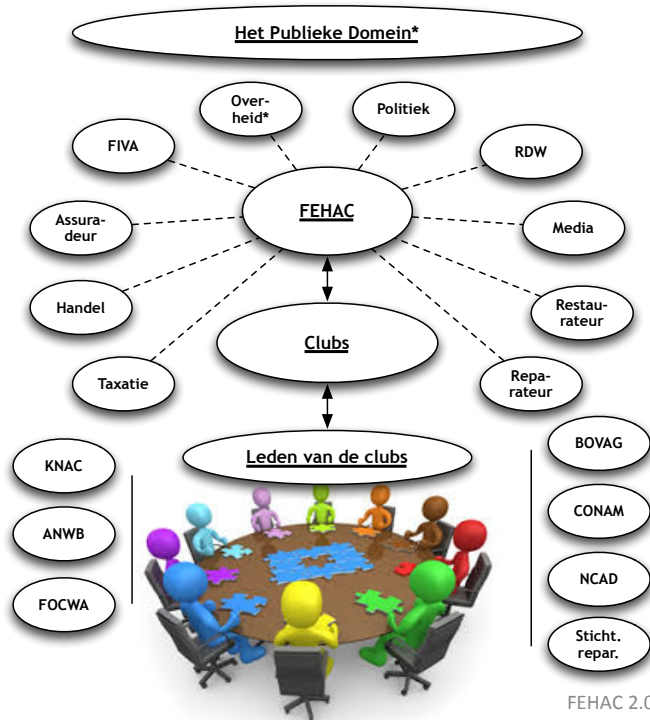 Het Publieke Domein*
Over-
heid*
Politiek
FIVA
RDW
FEHAC
Assura-
deur
Media
Handel
Restau-
rateur
Clubs
Taxatie
Repa-
rateur
Leden van de clubs
BOVAG
KNAC
CONAM
ANWB
NCAD
FOCWA
Sticht.
repar.
FEHAC 2.0